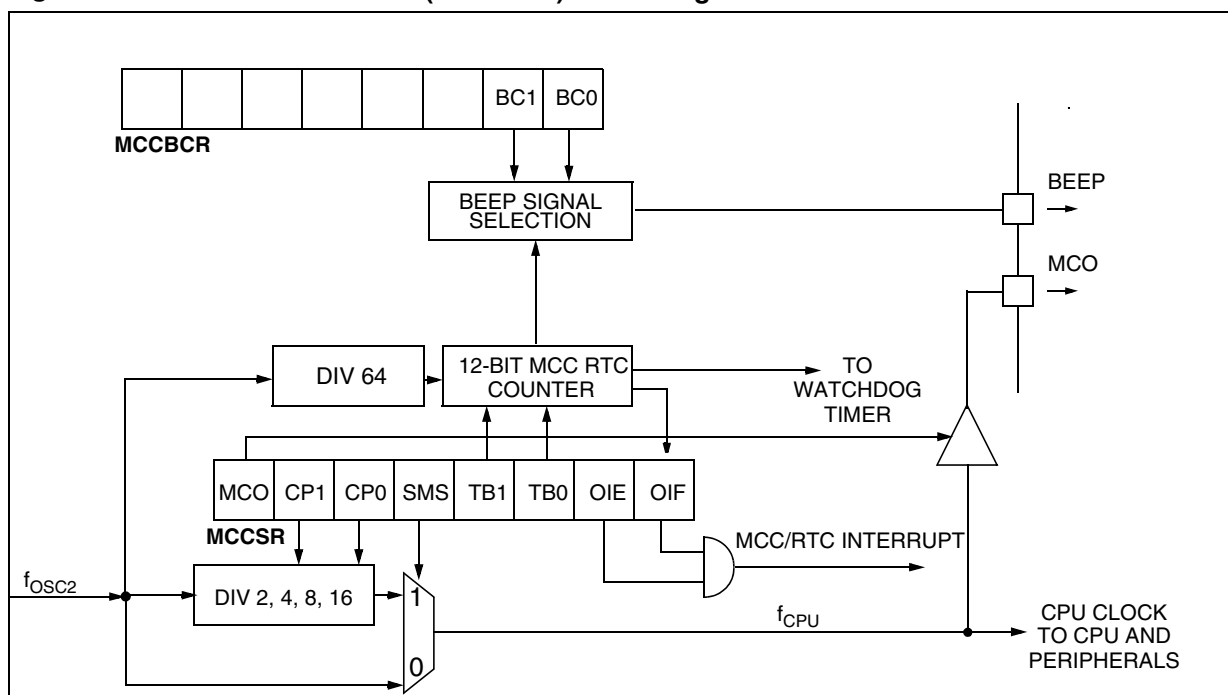 BC1 BC0
MCCBCR
BEEP SIGNAL
SELECTION
BEEP
MCO
DIV 64
12-BIT MCC RTC
COUNTER
TO
WATCHDOG
TIMER
MCO CP1 CP0 SMS TB1 TB0 OIE OIF
MCCSR
MCC/RTC INTERRUPT
fOSC2
DIV 2, 4, 8, 16
1
0
fCPU
CPU CLOCK
TO CPU AND
PERIPHERALS